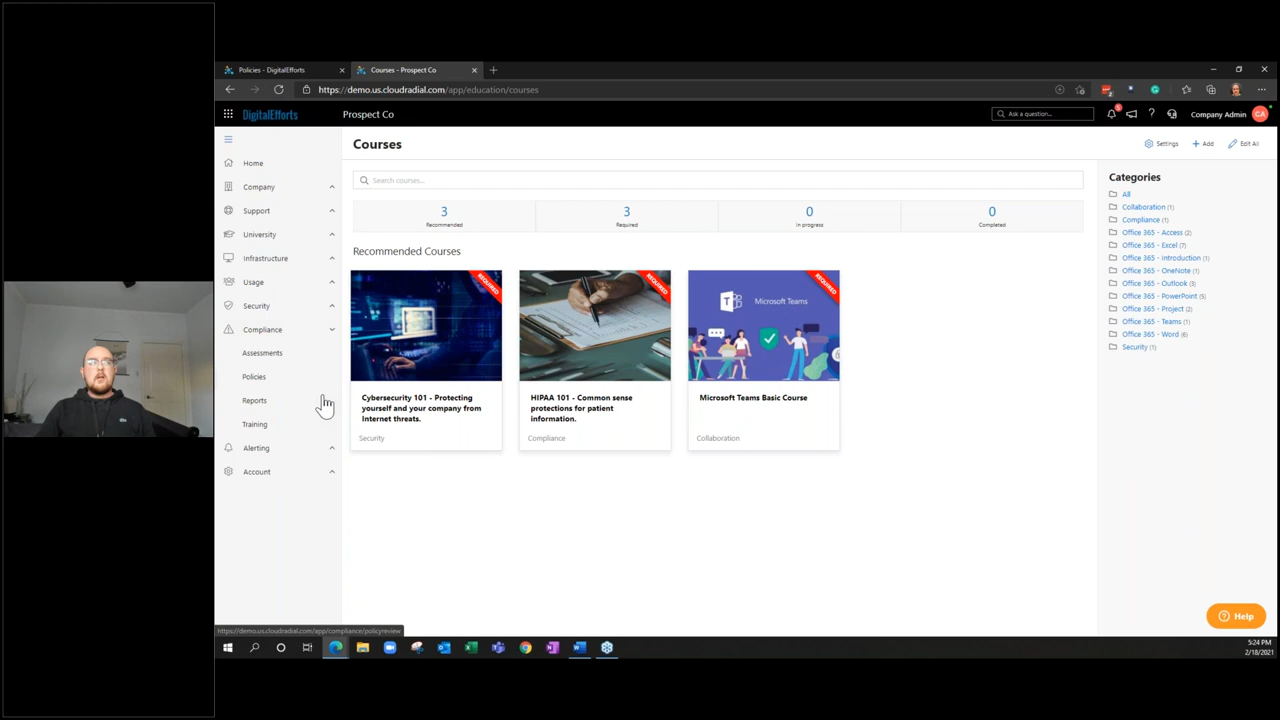 Policies - DigitalEfforts
Courses - Prospect Co
https://demo.us.cloudradial.com/app/education/courses
DigitalEfforts
Prospect Co
Ask a question...
5
?
Company Admin
CA
Courses
Settings
+ Add
Edit All
Home
Company
Support
University
Infrastructure
Usage
Security
Compliance
Assessments
Policies
Reports
Training
Alerting
Account
Search courses...
3
Recommended
3
Required
0
In progress
0
Completed
Recommended Courses
REQUIRED
Cybersecurity 101 - Protecting
yourself and your company from
Internet threats.
Security
REQUIRED
HIPAA 101 - Common sense
protections for patient
information.
Compliance
REQUIRED
Microsoft Teams
Microsoft Teams Basic Course
Collaboration
Categories
All
Collaboration (1)
Compliance (1)
Office 365 - Access (2)
Office 365 - Excel (7)
Office 365 - Introduction (1)
Office 365 - OneNote (1)
Office 365 - Outlook (3)
Office 365 - PowerPoint (5)
Office 365 - Project (2)
Office 365 - Teams (1)
Office 365 - Word (6)
Security (1)
? Help
https://demo.us.cloudradial.com/app/compliance/policyreview
5:24 PM
2/18/2021